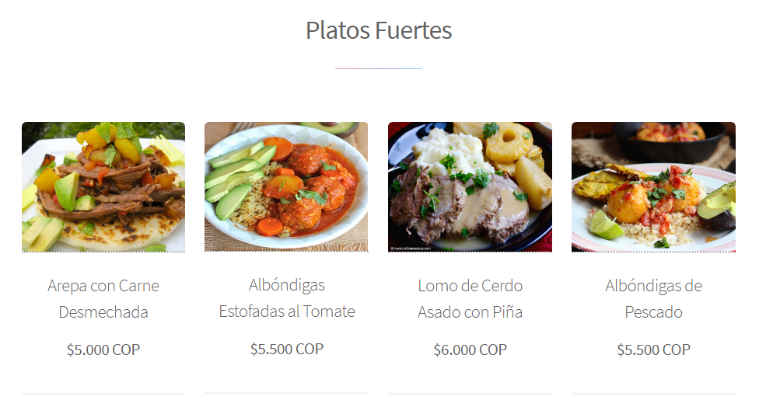 Platos Fuertes
Arepa con Carne
Desmechada
$5.000 COP
Albóndigas
Estofadas al Tomate
$5.500 COP
Lomo de Cerdo
Asado con Piña
$6.000 COP
Albóndigas de
Pescado
$5.500 COP